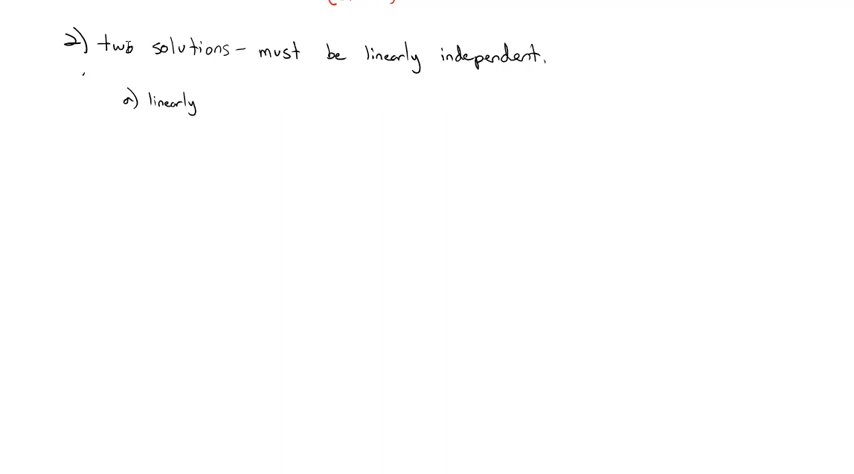 2) two solutions - must be linearly independent.
a) linearly